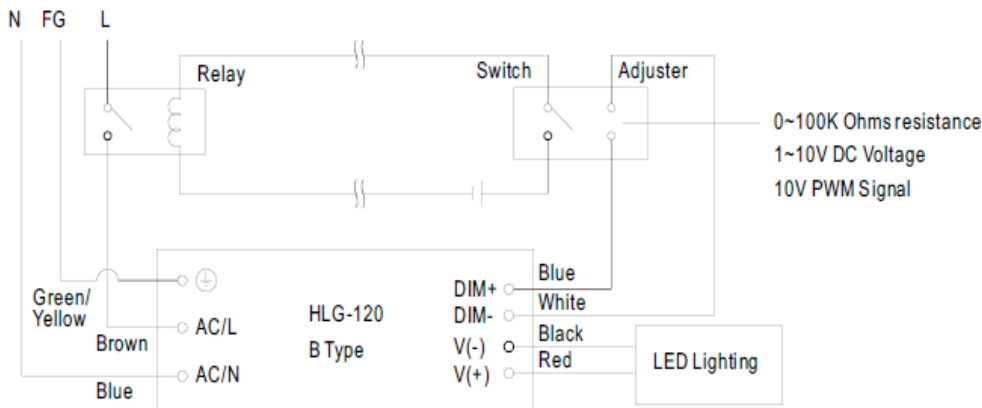 N FG L
Relay
Switch
Adjuster
0~100K Ohms resistance
1~10V DC Voltage
10V PWM Signal
Green/
Yellow
Brown
Blue
AC/L
AC/N
HLG-120
B Type
DIM+
DIM-
V(-)
V(+)
Blue
White
Black
Red
LED Lighting